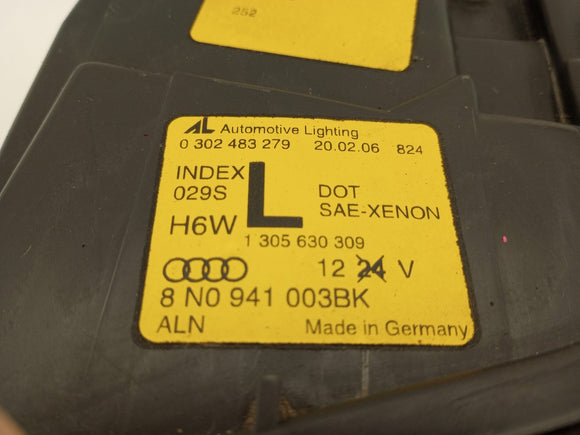 252
AL Automotive Lighting
0 302 483 279 20.02.06 824
INDEX L DOT
029S SAE-XENON
H6W
1 305 630 309
12 24 V
8 N0 941 003BK
ALN Made in Germany